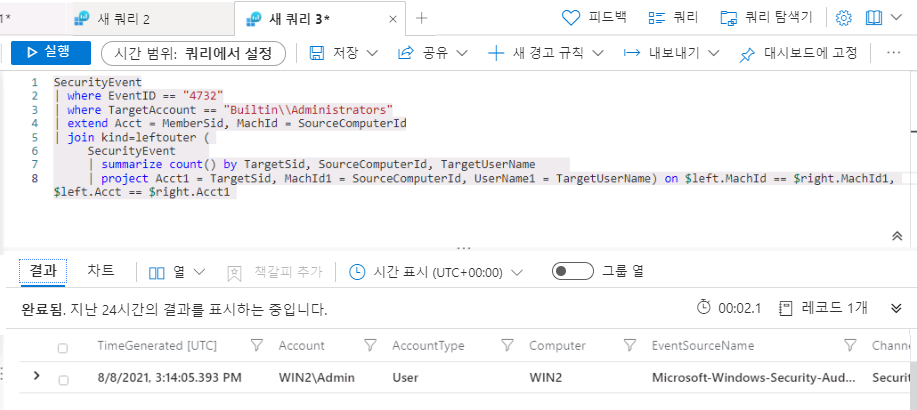 1*
새 쿼리 2
새 쿼리 3*
피드백
쿼리
쿼리 탐색기
실행
시간 범위: 쿼리에서 설정
저장
공유
새 경고 규칙
내보내기
대시보드에 고정
1 SecurityEvent
2 | where EventID == "4732"
3 | where TargetAccount == "Builtin\\Administrators"
4 | extend Acct = MemberSid, MachId = SourceComputerId
5 | join kind=leftouter (
6 SecurityEvent
7 | summarize count() by TargetSid, SourceComputerId, TargetUserName
8 | project Acct1 = TargetSid, MachId1 = SourceComputerId, UserName1 = TargetUserName) on $left.MachId == $right.MachId1,
$left.Acct == $right.Acct1
결과
차트
열
책갈피 추가
시간 표시 (UTC+00:00)
그룹 열
완료됨. 지난 24시간의 결과를 표시하는 중입니다.
00:02.1
레코드 1개
TimeGenerated [UTC]
Account
AccountType
Computer
EventSourceName
Channe
8/8/2021, 3:14:05.393 PM
WIN2\Admin
User
WIN2
Microsoft-Windows-Security-Aud...
Securit